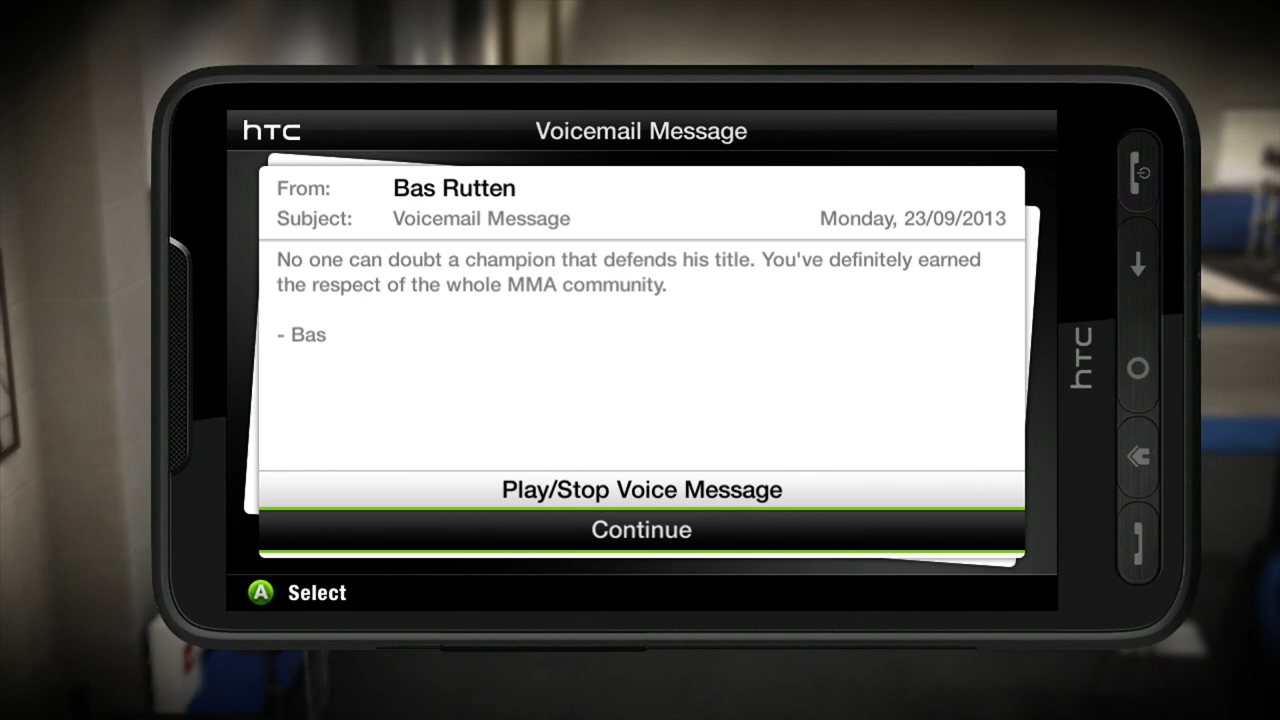 hTC
Voicemail Message
From: Bas Rutten
Subject: Voicemail Message Monday, 23/09/2013
No one can doubt a champion that defends his title. You've definitely earned
the respect of the whole MMA community.
- Bas
Play/Stop Voice Message
Continue
A Select
hTC